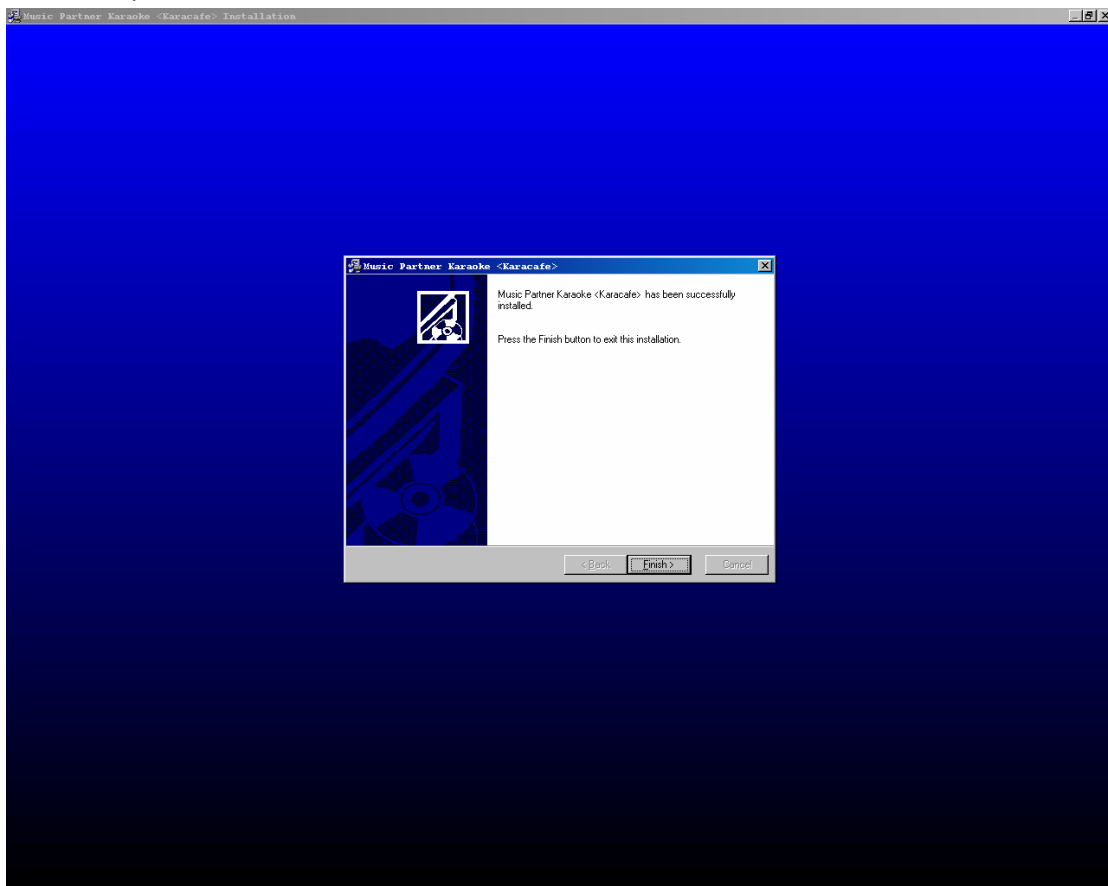 Music Partner Karaoke <Karacafe> Installation
Music Partner Karaoke <Karacafe>
Music Partner Karaoke <Karacafe> has been successfully
installed.
Press the Finish button to exit this installation.
< Back
Finish >
Cancel